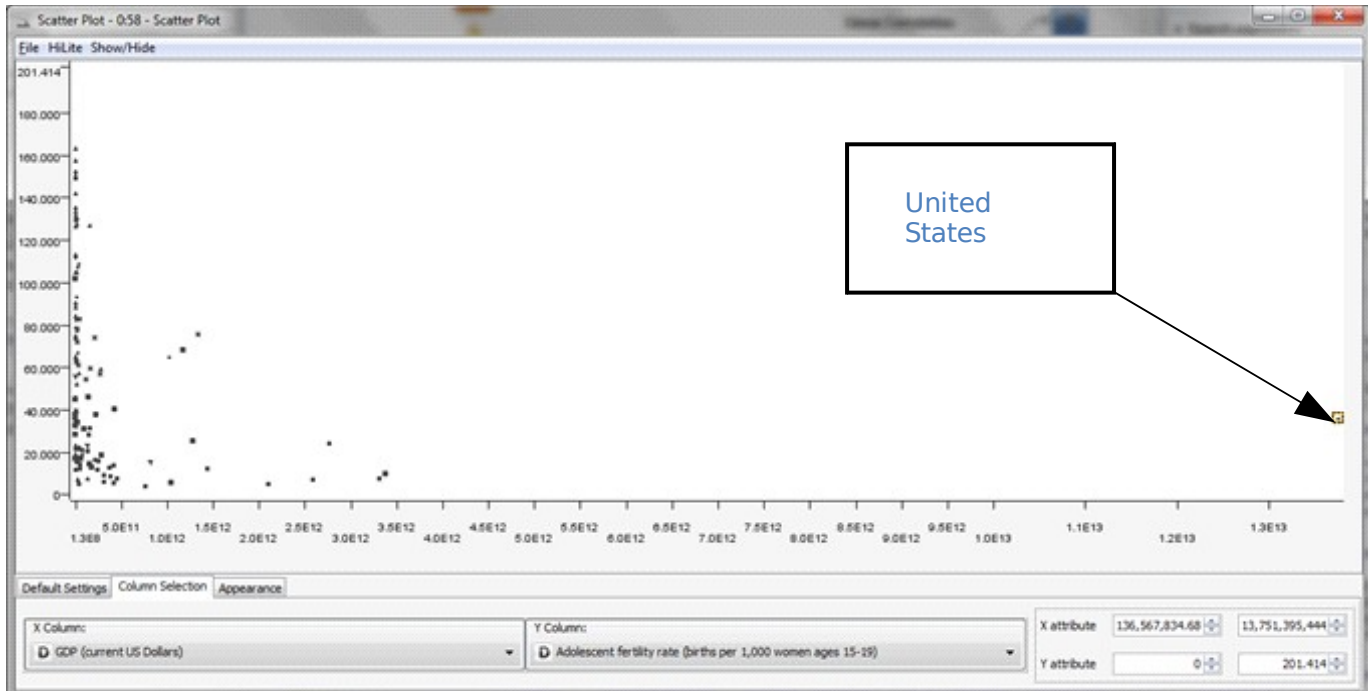 Scatter Plot - 0:58 - Scatter Plot
File HiLite Show/Hide
201.414
180.000
160.000
140.000
120.000
100.000
80.000
60.000
40.000
20.000
0
United
States
5.0E11 1.5E12 2.5E12 3.5E12 4.5E12 5.5E12 6.5E12 7.5E12 8.5E12 9.5E12 1.1E13 1.3E13
1.3E8 1.0E12 2.0E12 3.0E12 4.0E12 5.0E12 6.0E12 7.0E12 8.0E12 9.0E12 1.0E13 1.2E13
Default Settings Column Selection Appearance
X Column: Y Column: X attribute 136,567,834.68 13,751,395,444
D GDP (current US Dollars) D Adolescent fertility rate (births per 1,000 women ages 15-19) Y attribute 0 201.414